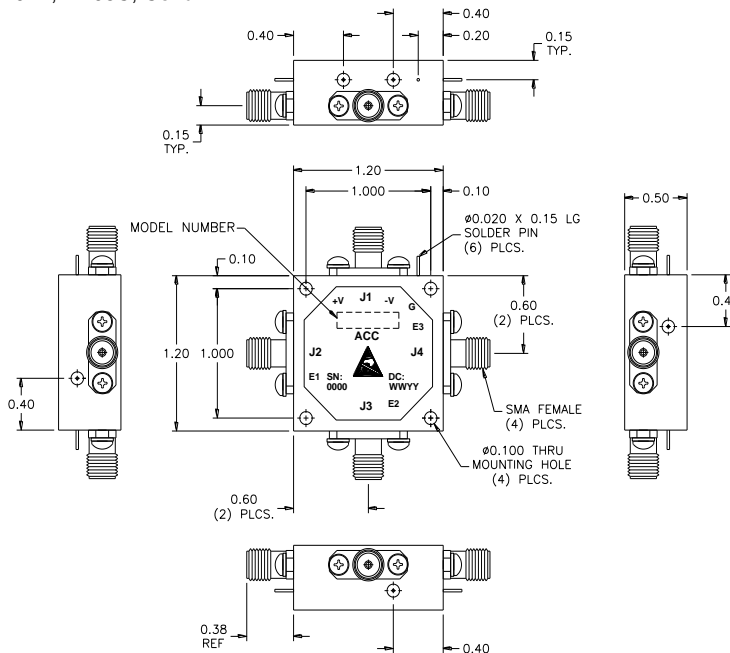 0.40
0.40
0.20
0.15
TYP.
0.15
TYP.
1.20
1.000
0.10
0.50
MODEL NUMBER
ø0.020 X 0.15 LG
SOLDER PIN
(6) PLCS.
0.10
+V
J1
-V
G
E3
0.60
(2) PLCS.
1.20
1.000
ACC
J2
J4
E1
SN:
0000
DC:
WWYY
J3
E2
0.40
SMA FEMALE
(4) PLCS.
ø0.100 THRU
MOUNTING HOLE
(4) PLCS.
0.60
(2) PLCS.
0.38
REF
0.40